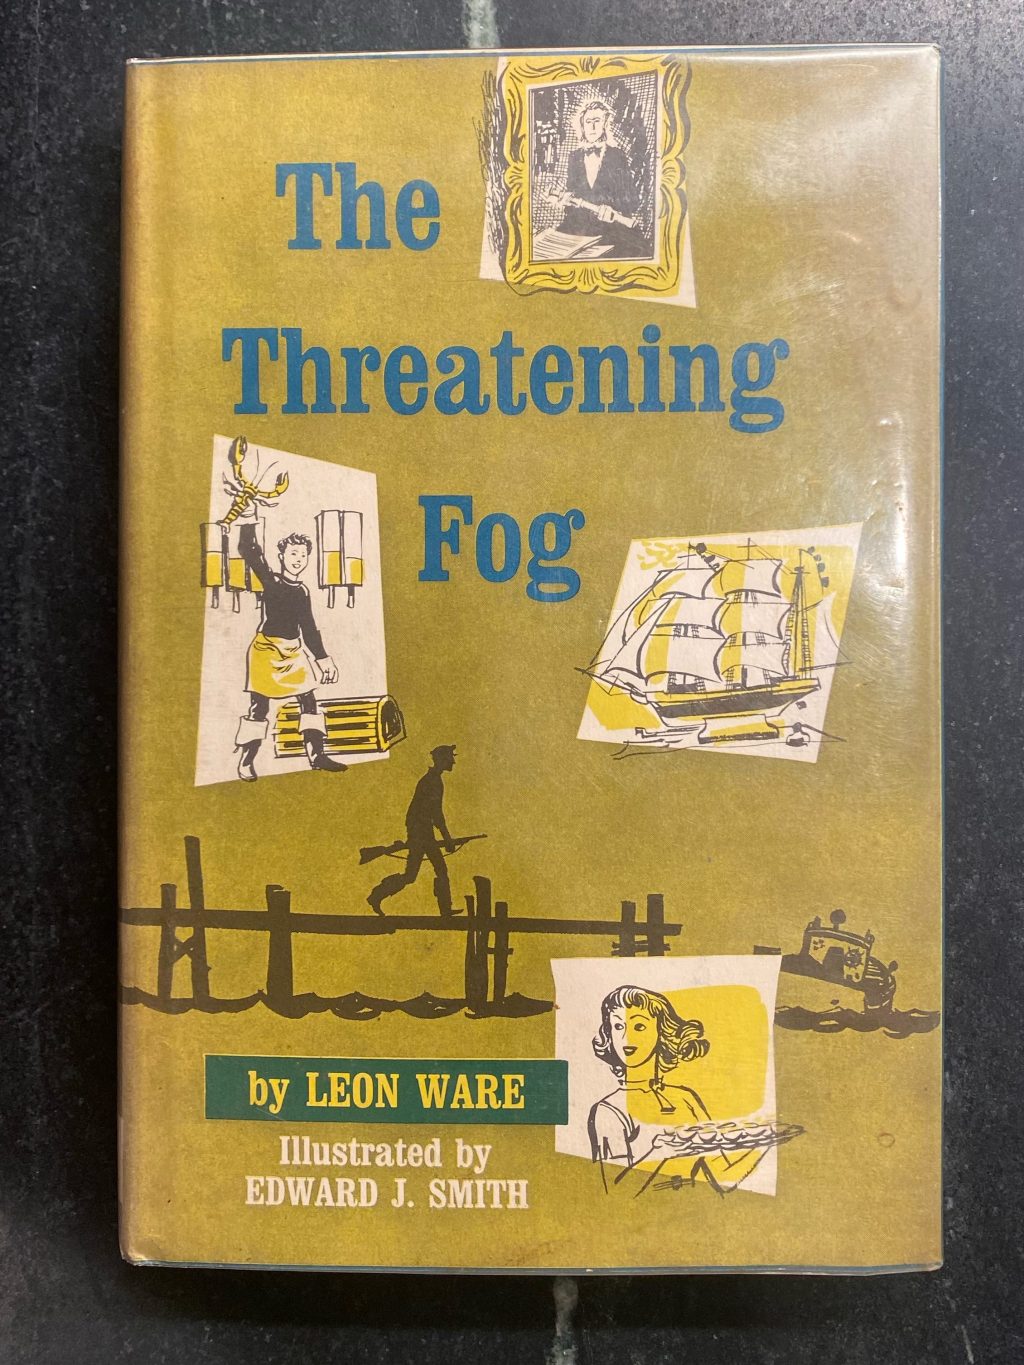 The
Threatening
Fog
by LEON WARE
Illustrated by
EDWARD J. SMITH